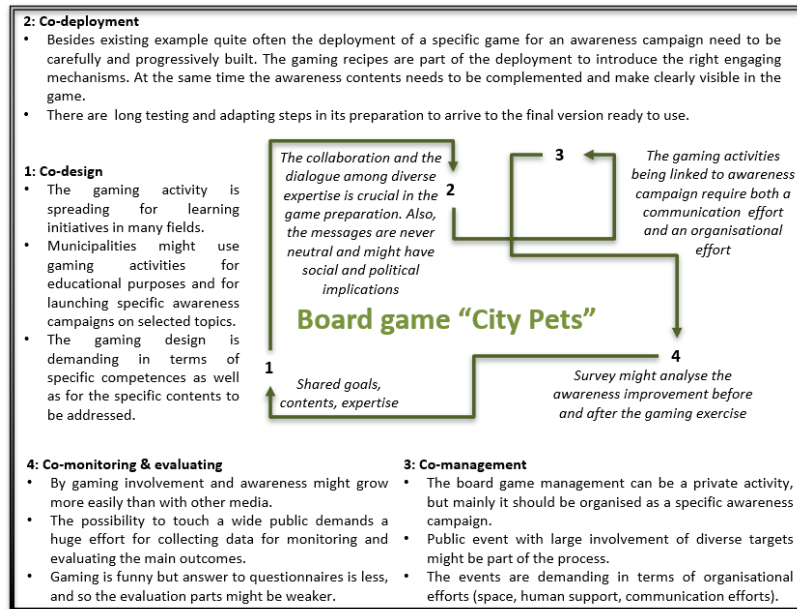 2: Co-deployment
• Besides existing example quite often the deployment of a specific game for an awareness campaign need to be
carefully and progressively built. The gaming recipes are part of the deployment to introduce the right engaging
mechanisms. At the same time the awareness contents needs to be complemented and make clearly visible in the
game.
• There are long testing and adapting steps in its preparation to arrive to the final version ready to use.
1: Co-design
• The gaming activity is
spreading for learning
initiatives in many fields.
• Municipalities might use
gaming activities for
educational purposes and for
launching specific awareness
campaigns on selected topics.
• The gaming design is
demanding in terms of
specific competences as well
as for the specific contents to
be addressed.
The collaboration and the
dialogue among diverse
expertise is crucial in the
game preparation. Also,
the messages are never
neutral and might have
social and political
implications
2
3
The gaming activities
being linked to awareness
campaign require both a
communication effort
and an organisational
effort
Board game “City Pets”
1
Shared goals,
contents, expertise
4
Survey might analyse the
awareness improvement before
and after the gaming exercise
4: Co-monitoring & evaluating
• By gaming involvement and awareness might grow
more easily than with other media.
• The possibility to touch a wide public demands a
huge effort for collecting data for monitoring and
evaluating the main outcomes.
• Gaming is funny but answer to questionnaires is less,
and so the evaluation parts might be weaker.
3: Co-management
• The board game management can be a private activity,
but mainly it should be organised as a specific awareness
campaign.
• Public event with large involvement of diverse targets
might be part of the process.
• The events are demanding in terms of organisational
efforts (space, human support, communication efforts).